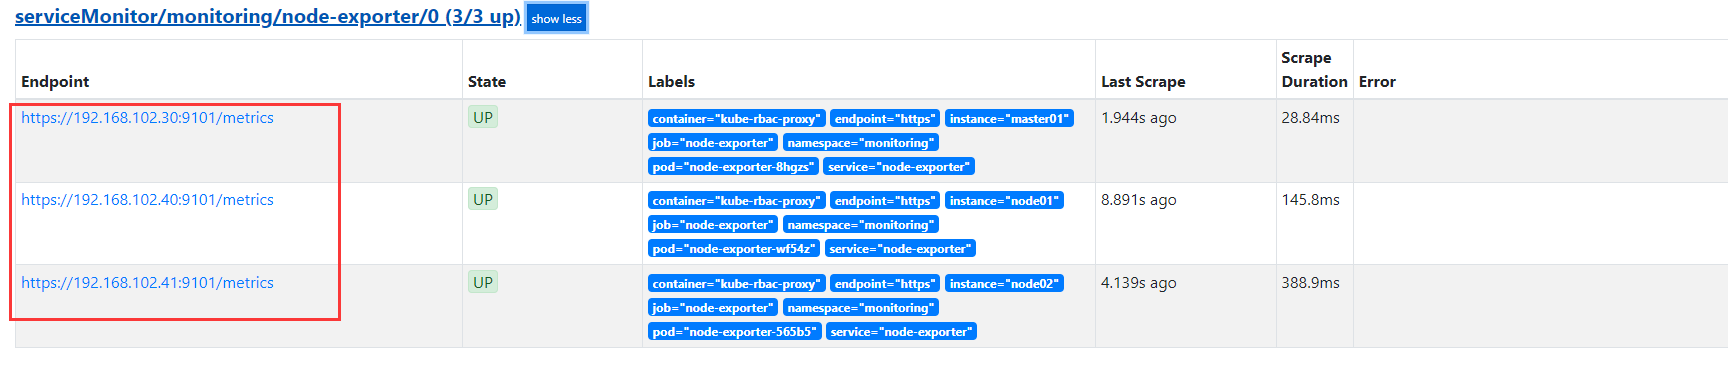 serviceMonitor/monitoring/node-exporter/0 (3/3 up) show less
Endpoint State Labels Last Scrape Scrape Duration Error
https://192.168.102.30:9101/metrics UP container="kube-rbac-proxy" endpoint="https" instance="master01" 1.944s ago 28.84ms
job="node-exporter" namespace="monitoring"
pod="node-exporter-8hgzs" service="node-exporter"
https://192.168.102.40:9101/metrics UP container="kube-rbac-proxy" endpoint="https" instance="node01" 8.891s ago 145.8ms
job="node-exporter" namespace="monitoring"
pod="node-exporter-wf54z" service="node-exporter"
https://192.168.102.41:9101/metrics UP container="kube-rbac-proxy" endpoint="https" instance="node02" 4.139s ago 388.9ms
job="node-exporter" namespace="monitoring"
pod="node-exporter-565b5" service="node-exporter"